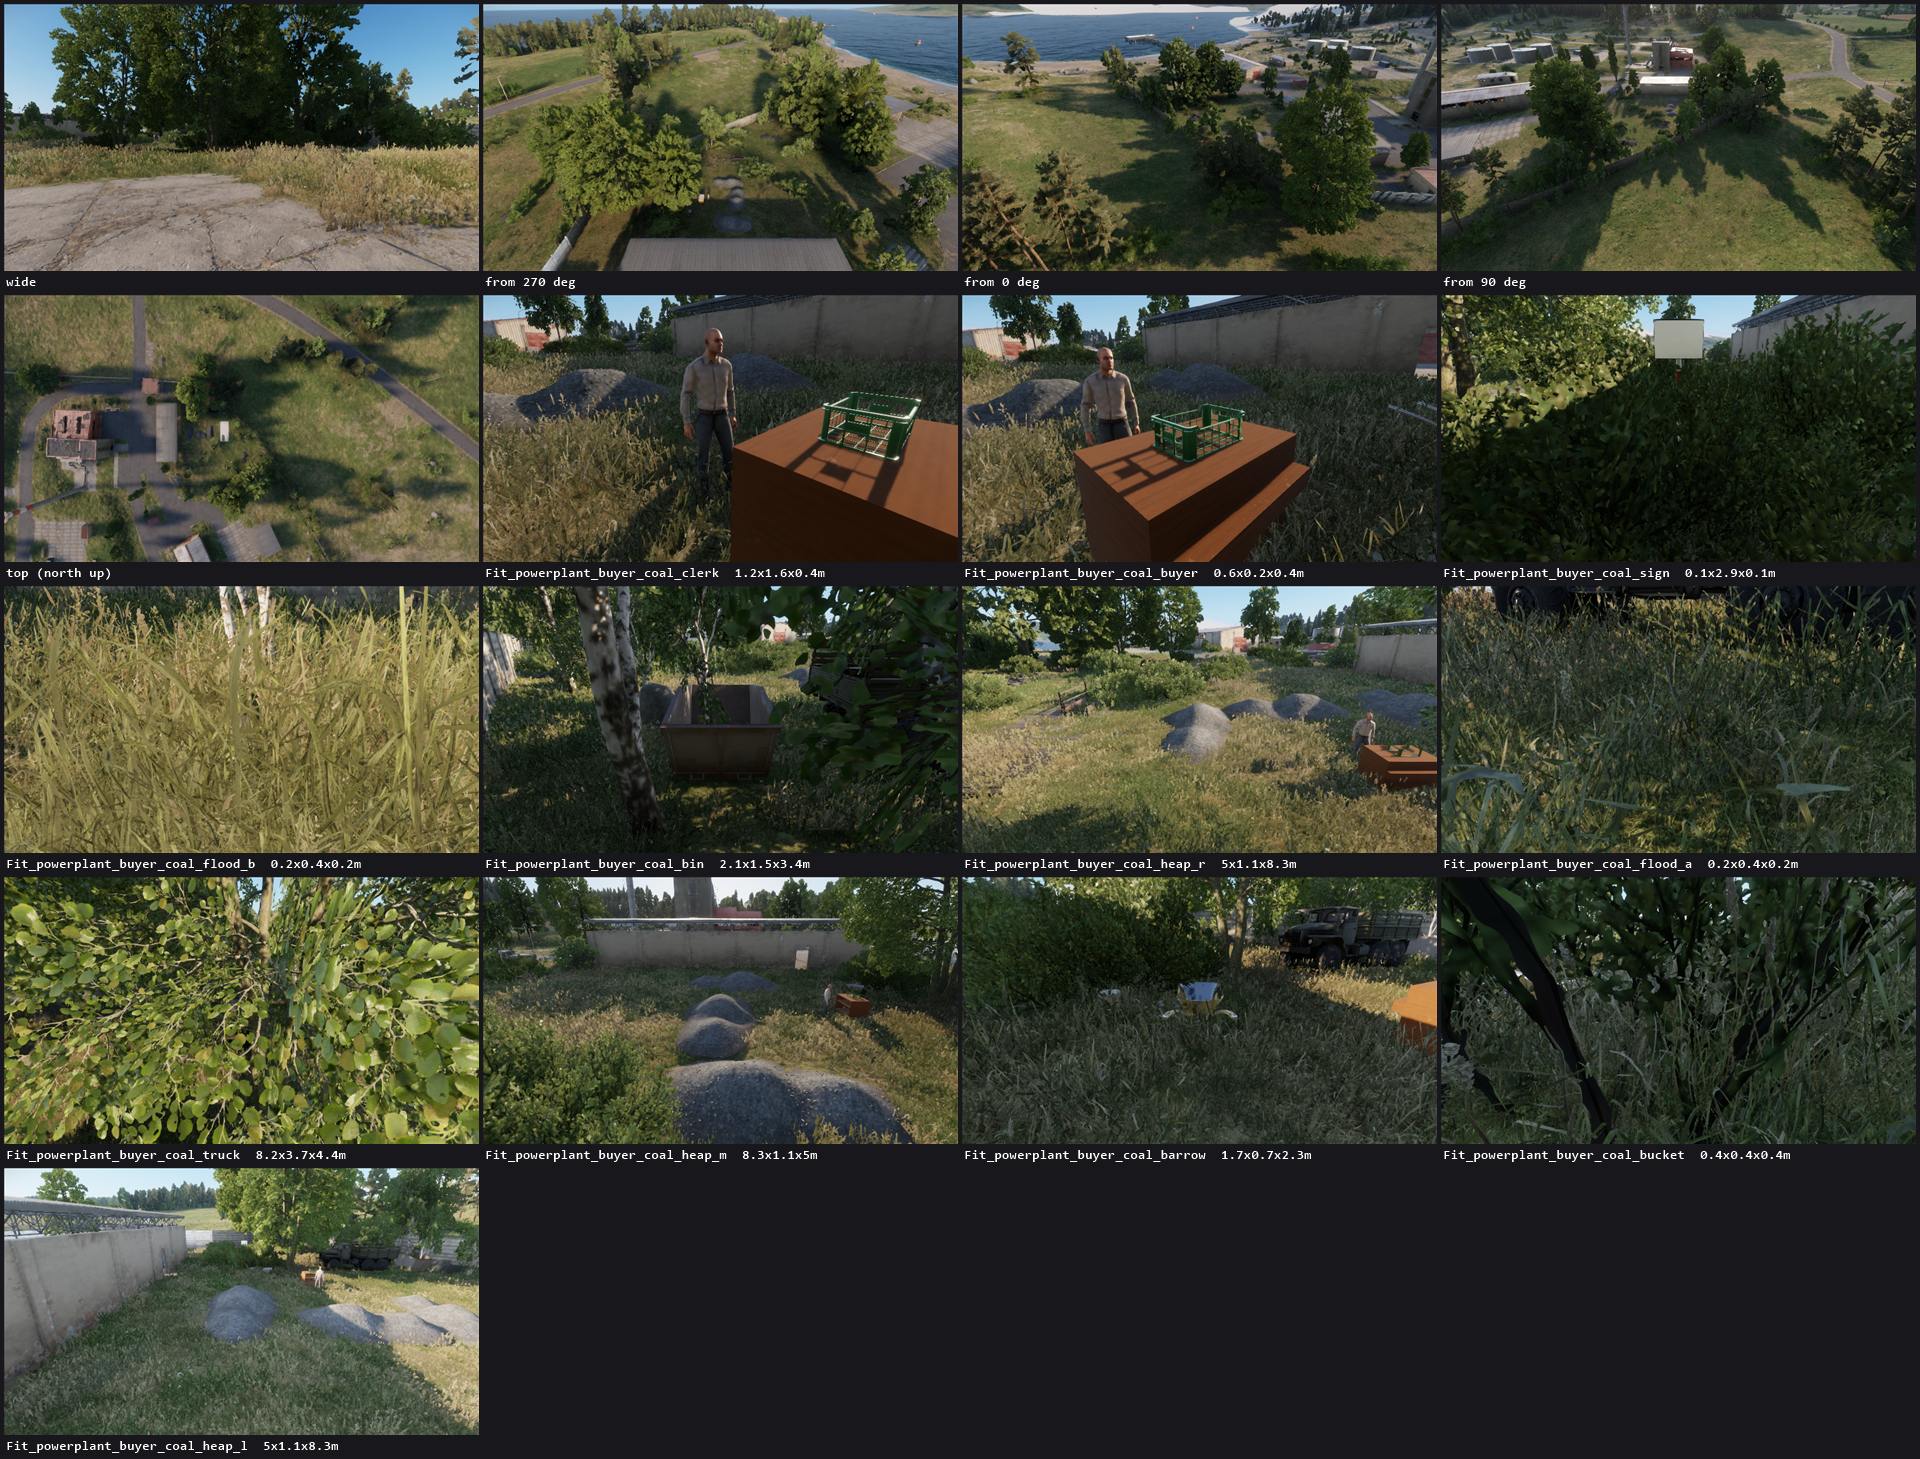 wide
from 270 deg
from 0 deg
from 90 deg
top (north up)
Fit_powerplant_buyer_coal_clerk 1.2x1.6x0.4m
Fit_powerplant_buyer_coal_buyer 0.6x0.2x0.4m
Fit_powerplant_buyer_coal_sign 0.1x2.9x0.1m
Fit_powerplant_buyer_coal_flood_b 0.2x0.4x0.2m
Fit_powerplant_buyer_coal_bin 2.1x1.5x3.4m
Fit_powerplant_buyer_coal_heap_r 5x1.1x8.3m
Fit_powerplant_buyer_coal_flood_a 0.2x0.4x0.2m
Fit_powerplant_buyer_coal_truck 8.2x3.7x4.4m
Fit_powerplant_buyer_coal_heap_m 8.3x1.1x5m
Fit_powerplant_buyer_coal_barrow 1.7x0.7x2.3m
Fit_powerplant_buyer_coal_bucket 0.4x0.4x0.4m
Fit_powerplant_buyer_coal_heap_l 5x1.1x8.3m